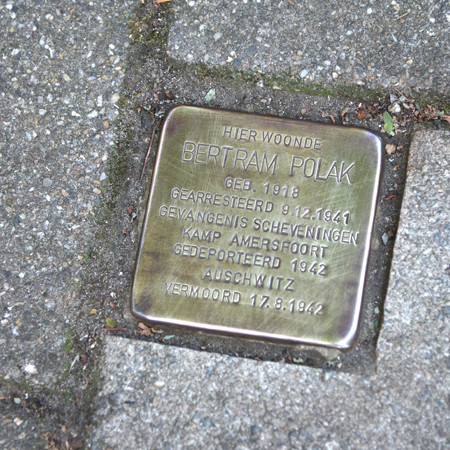 HIER WOONDE
BERTRAM POLAK
GEB. 1918
GEARRESTEERD 9.12.1941
GEVANGENIS SCHEVENINGEN
KAMP AMERSFOORT
GEDEPORTEERD 1942
AUSCHWITZ
VERMOORD 17.8.1942